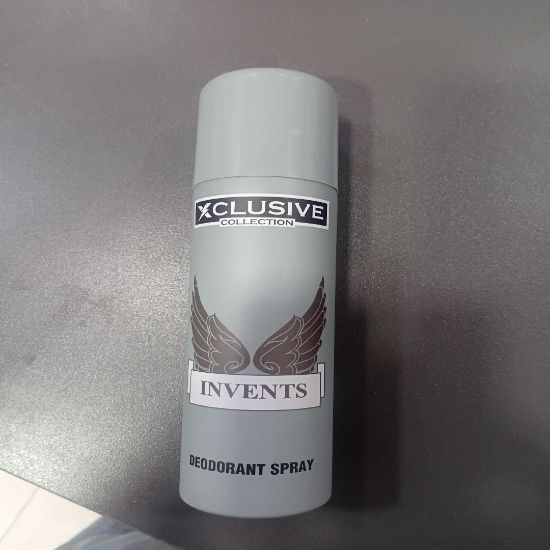 XCLUSIVE
COLLECTION
INVENTS
DEODORANT SPRAY